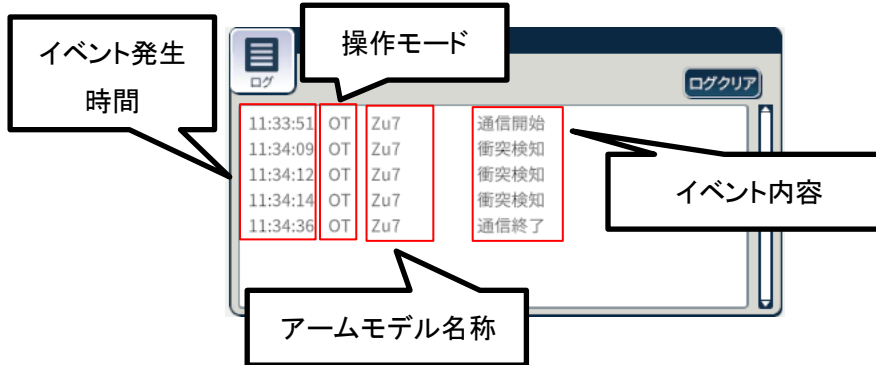 イベント発生
時間
操作モード
ログ
ログクリア
11:33:51 OT Zu7 通信開始
11:34:09 OT Zu7 衝突検知
11:34:12 OT Zu7 衝突検知
11:34:14 OT Zu7 衝突検知
11:34:36 OT Zu7 通信終了
イベント内容
アームモデル名称